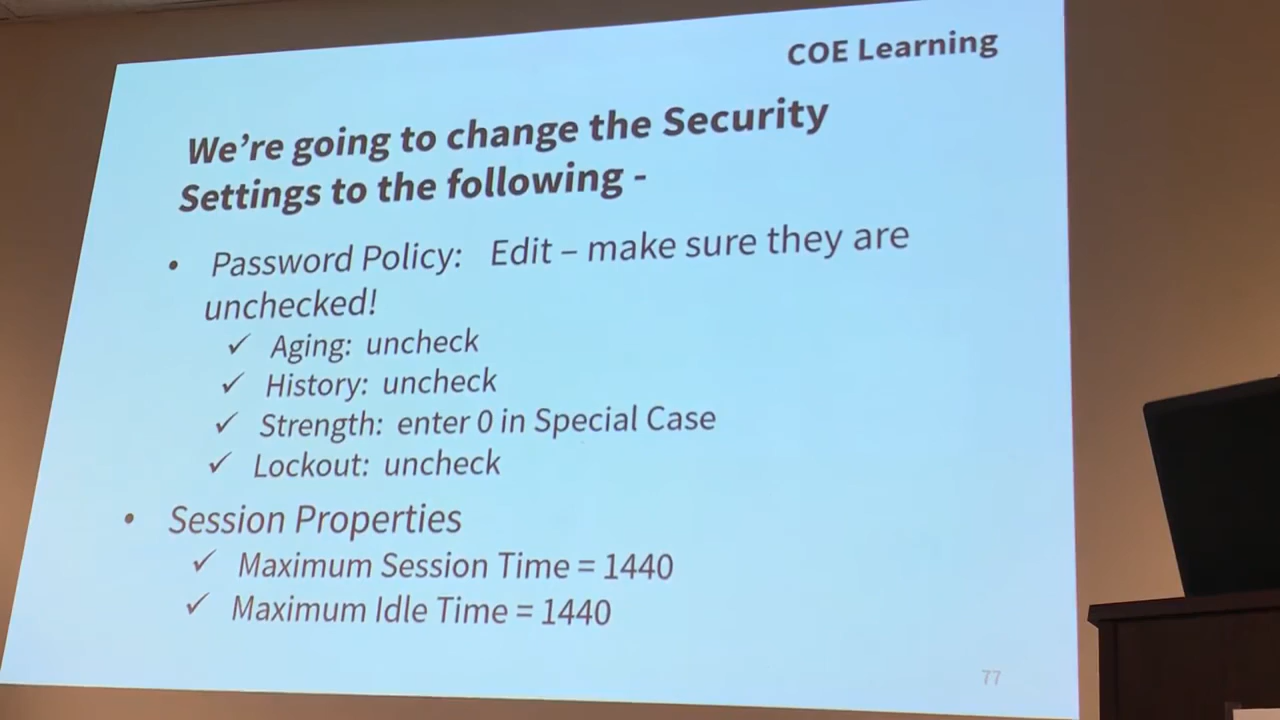 COE Learning
We're going to change the Security
Settings to the following -
• Password Policy: Edit – make sure they are
unchecked!
✓ Aging: uncheck
✓ History: uncheck
✓ Strength: enter 0 in Special Case
✓ Lockout: uncheck
• Session Properties
✓ Maximum Session Time = 1440
✓ Maximum Idle Time = 1440
77